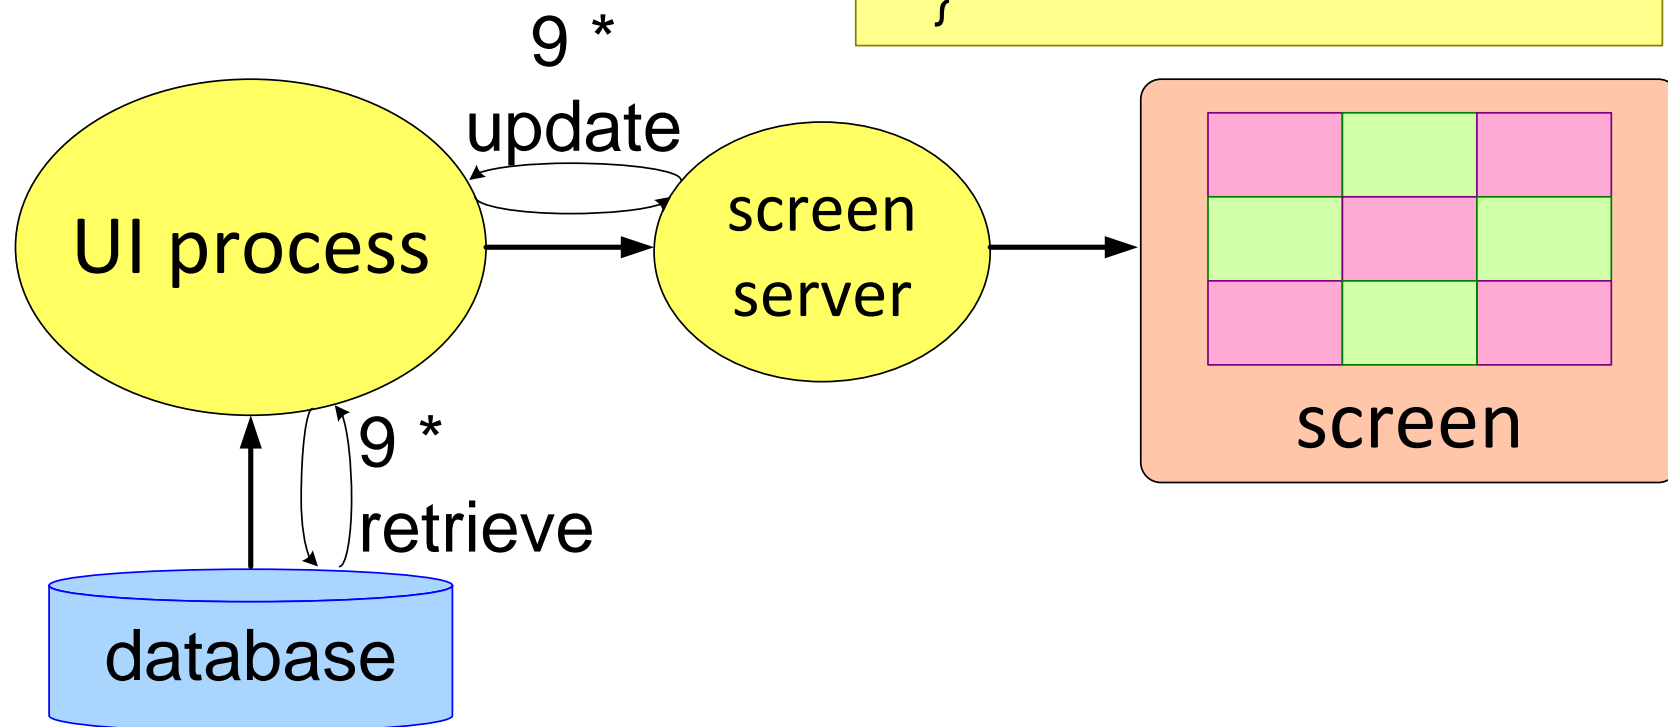 }
9 *
update
UI process
screen
server
screen
9 *
retrieve
database